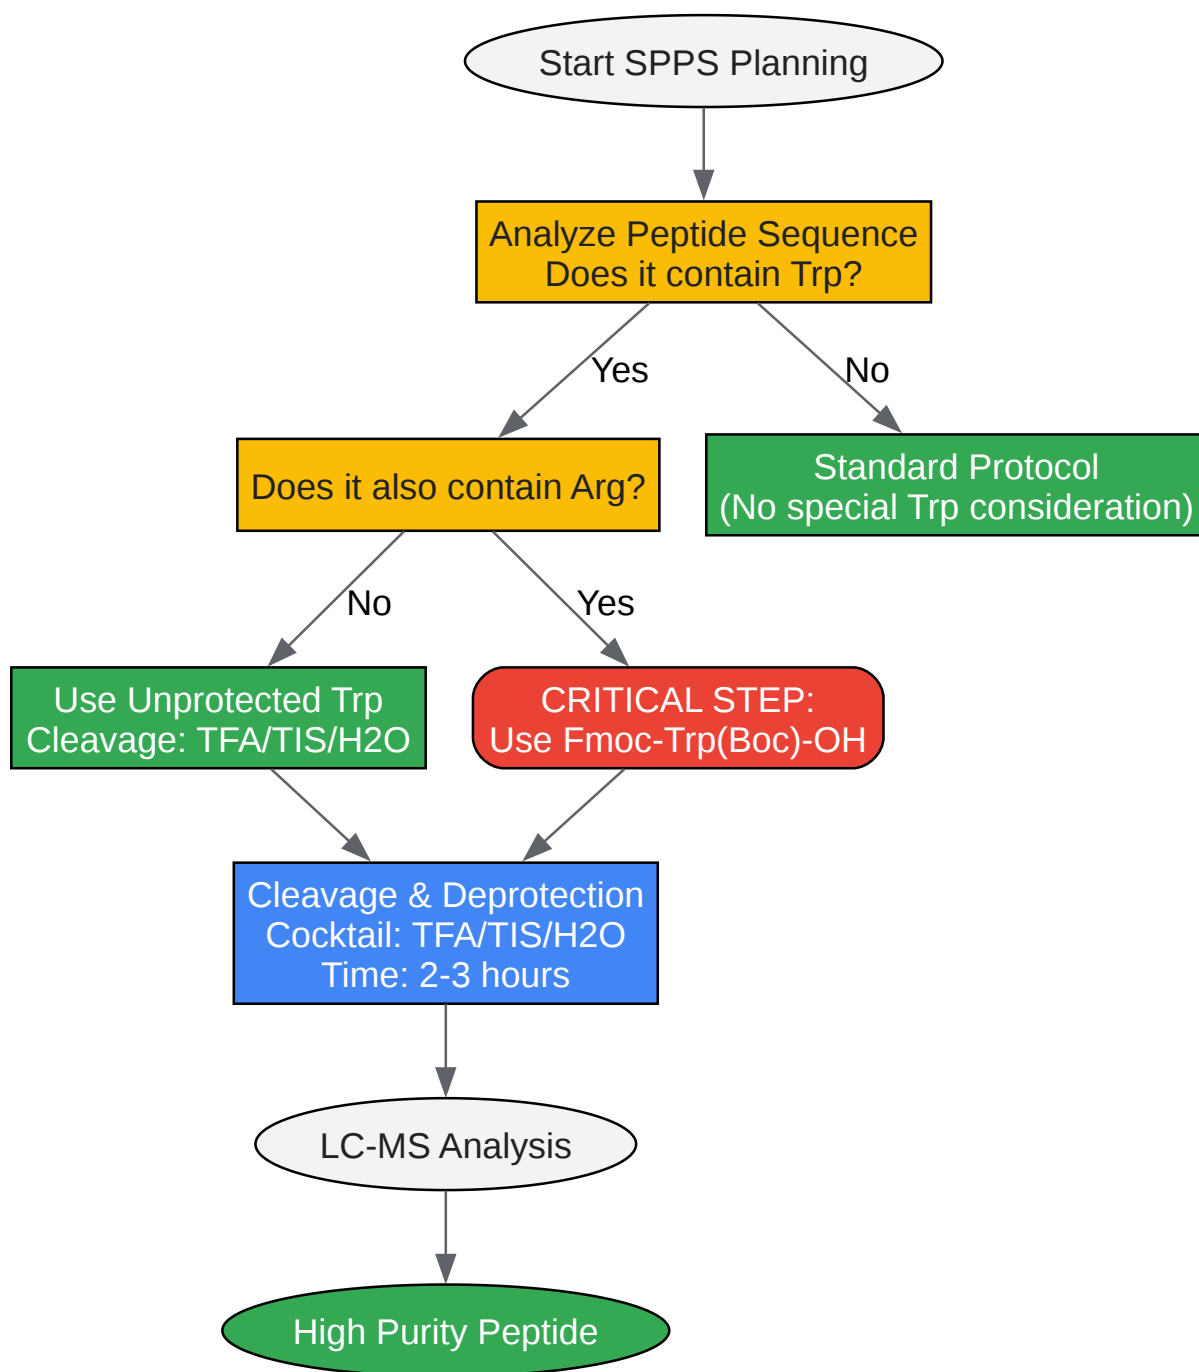 Start SPPS Planning
Analyze Peptide Sequence
Does it contain Trp?
Yes
No
Does it also contain Arg?
Standard Protocol
(No special Trp consideration)
No
Yes
Use Unprotected Trp
Cleavage: TFA/TIS/H2O
CRITICAL STEP:
Use Fmoc-Trp(Boc)-OH
Cleavage & Deprotection
Cocktail: TFA/TIS/H2O
Time: 2-3 hours
LC-MS Analysis
High Purity Peptide